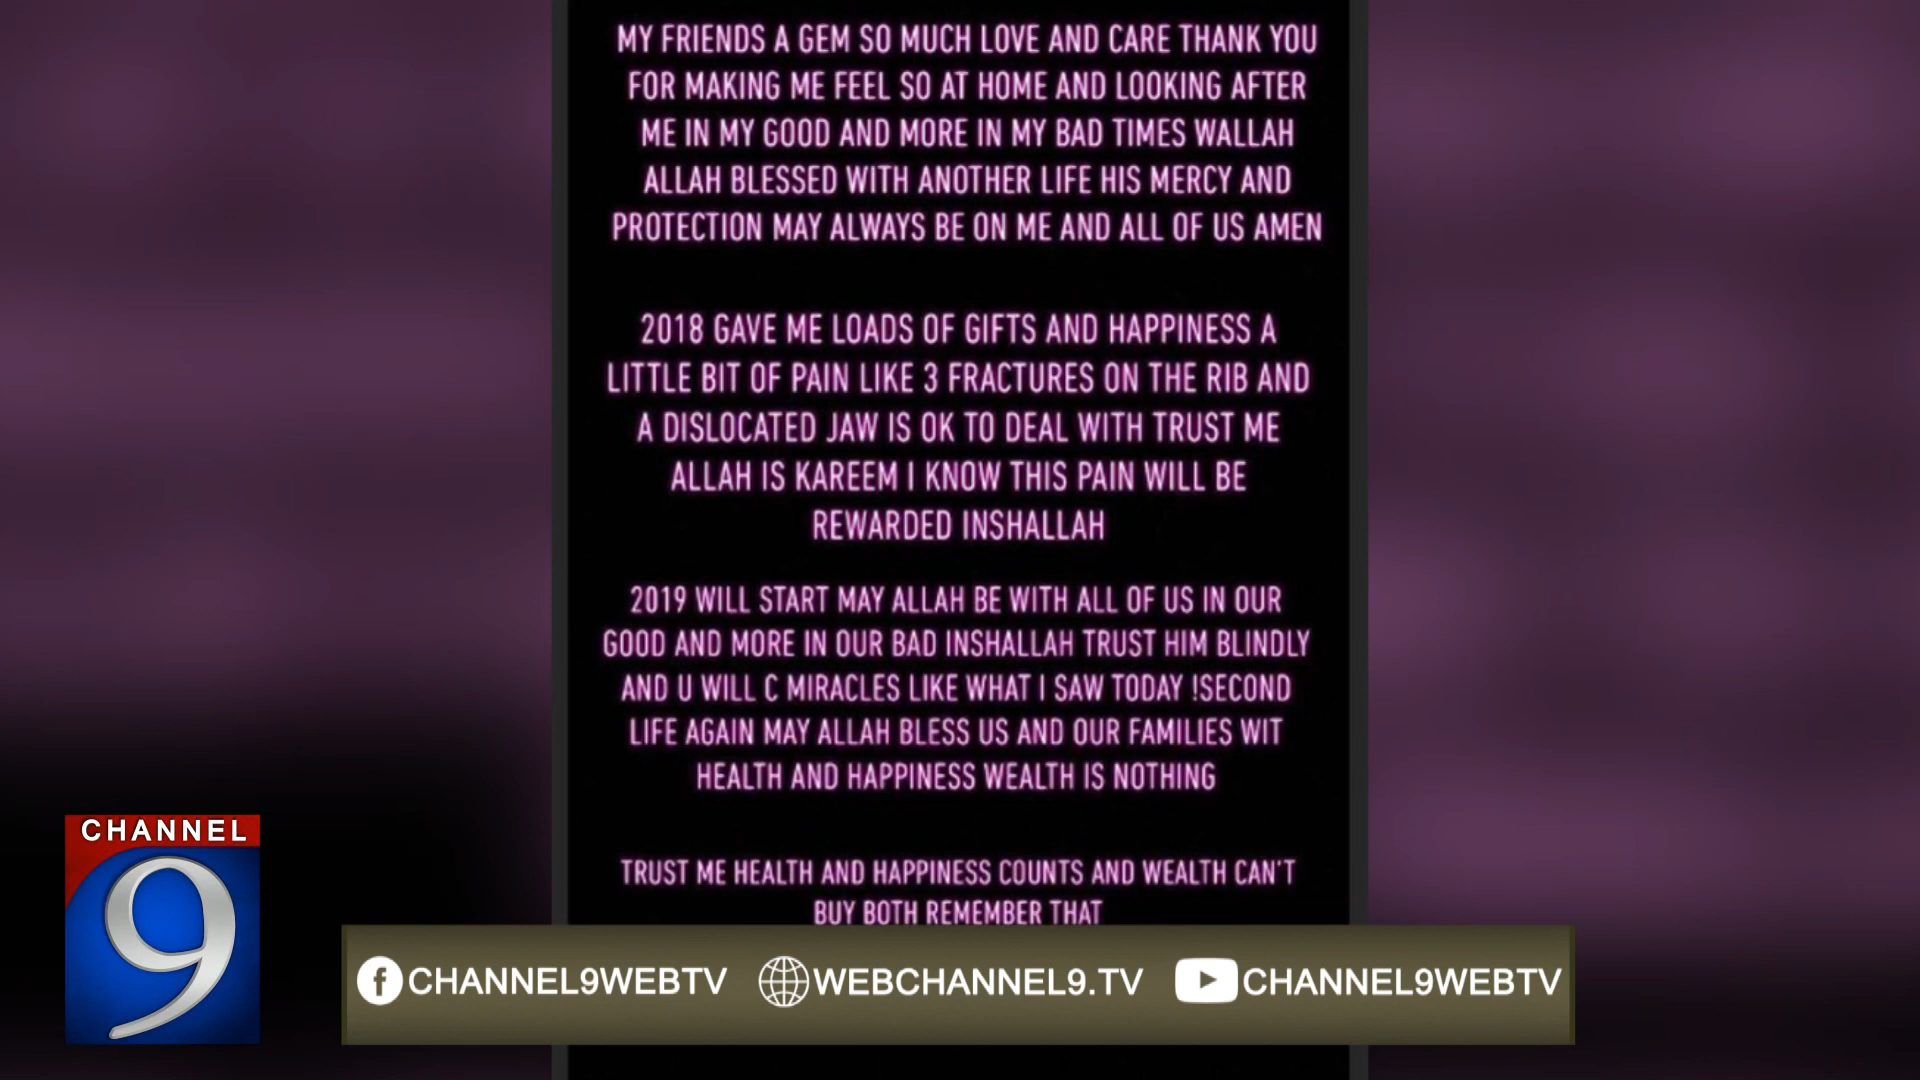 MY FRIENDS A GEM SO MUCH LOVE AND CARE THANK YOU
FOR MAKING ME FEEL SO AT HOME AND LOOKING AFTER
ME IN MY GOOD AND MORE IN MY BAD TIMES WALLAH
ALLAH BLESSED WITH ANOTHER LIFE HIS MERCY AND
PROTECTION MAY ALWAYS BE ON ME AND ALL OF US AMEN
2018 GAVE ME LOADS OF GIFTS AND HAPPINESS A
LITTLE BIT OF PAIN LIKE 3 FRACTURES ON THE RIB AND
A DISLOCATED JAW IS OK TO DEAL WITH TRUST ME
ALLAH IS KAREEM I KNOW THIS PAIN WILL BE
REWARDED INSHALLAH
2019 WILL START MAY ALLAH BE WITH ALL OF US IN OUR
GOOD AND MORE IN OUR BAD INSHALLAH TRUST HIM BLINDLY
AND U WILL C MIRACLES LIKE WHAT I SAW TODAY !SECOND
LIFE AGAIN MAY ALLAH BLESS US AND OUR FAMILIES WIT
HEALTH AND HAPPINESS WEALTH IS NOTHING
TRUST ME HEALTH AND HAPPINESS COUNTS AND WEALTH CAN'T
BUY BOTH REMEMBER THAT
CHANNEL
9
CHANNEL9WEBTV WEBCHANNEL9.TV CHANNEL9WEBTV